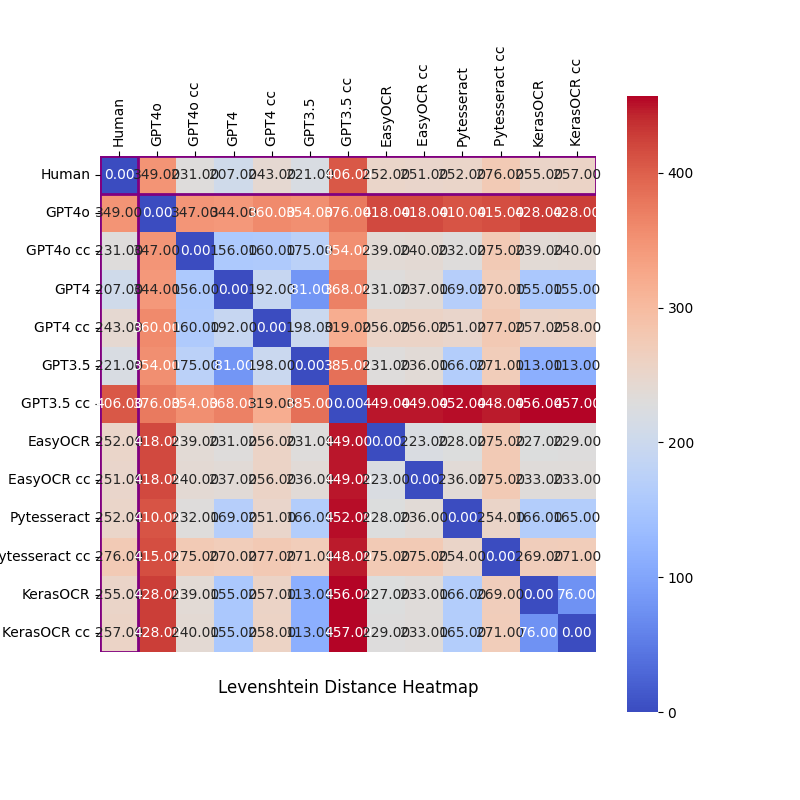 Human GPT4o GPT4o cc GPT4 GPT4 cc GPT3.5 GPT3.5 cc EasyOCR EasyOCR cc Pytesseract Pytesseract cc KerasOCR KerasOCR cc
Human 0.00 349.00 231.00 207.00 243.00 221.00 406.00 252.00 251.00 252.00 276.00 255.00 257.00
GPT4o 349.00 0.00 347.00 344.00 360.00 354.00 376.00 418.00 418.00 410.00 415.00 428.00 428.00
GPT4o cc 231.00 347.00 0.00 156.00 160.00 175.00 354.00 239.00 240.00 232.00 275.00 239.00 240.00
GPT4 207.00 344.00 156.00 0.00 192.00 81.00 368.00 231.00 237.00 169.00 270.00 155.00 155.00
GPT4 cc 243.00 360.00 160.00 192.00 0.00 198.00 319.00 256.00 256.00 251.00 277.00 257.00 258.00
GPT3.5 221.00 354.00 175.00 81.00 198.00 0.00 385.00 231.00 236.00 166.00 271.00 113.00 113.00
GPT3.5 cc 406.00 376.00 354.00 368.00 319.00 385.00 0.00 449.00 449.00 452.00 448.00 456.00 457.00
EasyOCR 252.00 418.00 239.00 231.00 256.00 231.00 449.00 0.00 223.00 228.00 275.00 227.00 229.00
EasyOCR cc 251.00 418.00 240.00 237.00 256.00 236.00 449.00 223.00 0.00 236.00 275.00 233.00 233.00
Pytesseract 252.00 410.00 232.00 169.00 251.00 166.00 452.00 228.00 236.00 0.00 254.00 166.00 165.00
ytesseract cc 276.00 415.00 275.00 270.00 277.00 271.00 448.00 275.00 275.00 254.00 0.00 269.00 271.00
KerasOCR 255.00 428.00 239.00 155.00 257.00 113.00 456.00 227.00 233.00 166.00 269.00 0.00 76.00
KerasOCR cc 257.00 428.00 240.00 155.00 258.00 113.00 457.00 229.00 233.00 165.00 271.00 76.00 0.00
Levenshtein Distance Heatmap
400
300
200
100
0